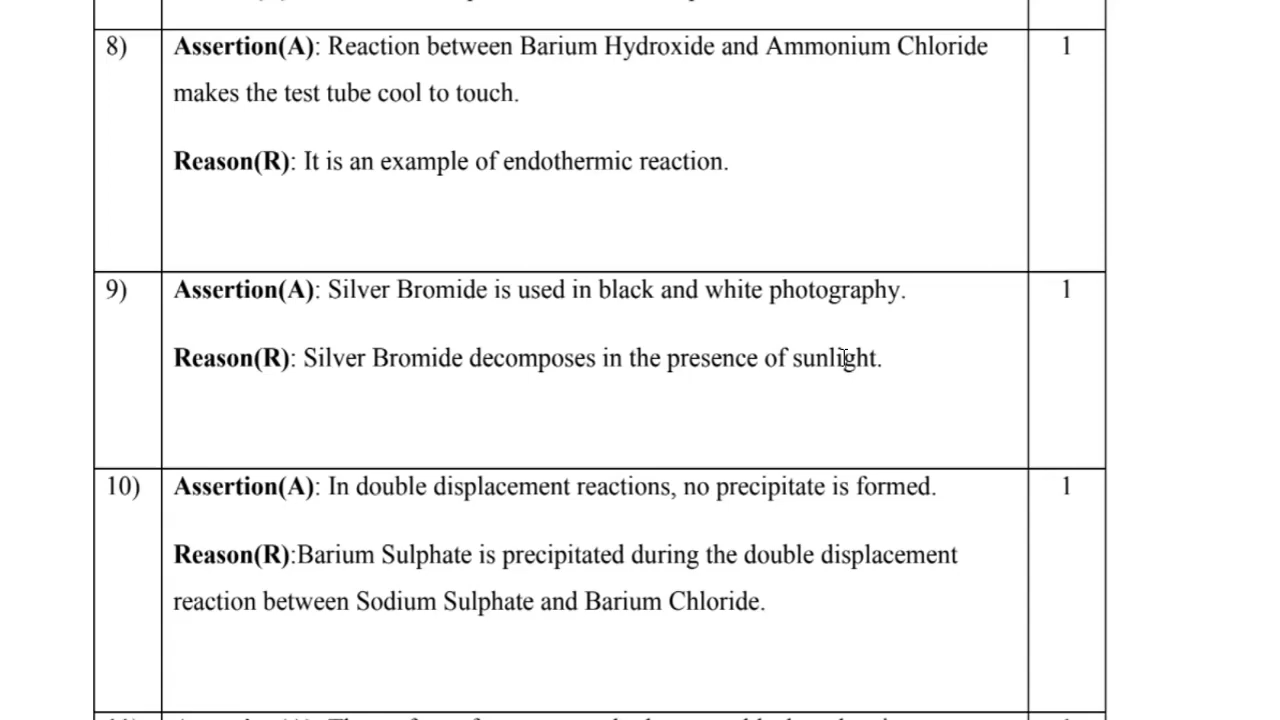 8)
Assertion(A): Reaction between Barium Hydroxide and Ammonium Chloride
1
makes the test tube cool to touch.
Reason(R): It is an example of endothermic reaction.
9)
Assertion(A): Silver Bromide is used in black and white photography.
1
Reason(R): Silver Bromide decomposes in the presence of sunlight.
10)
Assertion(A): In double displacement reactions, no precipitate is formed.
1
Reason(R):Barium Sulphate is precipitated during the double displacement
reaction between Sodium Sulphate and Barium Chloride.